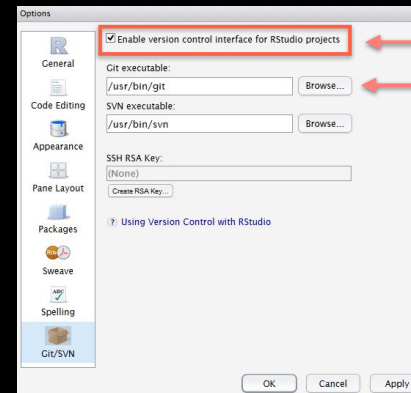 Options
Enable version control interface for RStudio projects
General
Git executable:
/usr/bin/git
Browse...
Code Editing
SVN executable:
/usr/bin/svn
Browse...
Appearance
SSH RSA Key:
(None)
Pane Layout
Create RSA Key...
Using Version Control with RStudio
Packages
Sweave
ABC
Spelling
Git/SVN
OK
Cancel
Apply